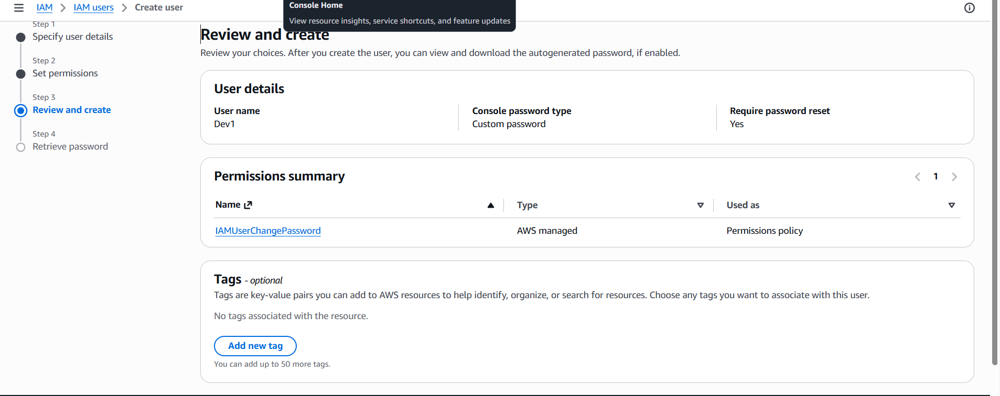 IAM > IAM users > Create user
Console Home
View resource insights, service shortcuts, and feature updates
Step 1
Specify user details
Step 2
Set permissions
Step 3
Review and create
Step 4
Retrieve password
Review and create
Review your choices. After you create the user, you can view and download the autogenerated password, if enabled.
User details
User name
Dev1
Console password type
Custom password
Require password reset
Yes
Permissions summary
1
Name Type Used as
IAMUserChangePassword AWS managed Permissions policy
Tags - optional
Tags are key-value pairs you can add to AWS resources to help identify, organize, or search for resources. Choose any tags you want to associate with this user.
No tags associated with the resource.
Add new tag
You can add up to 50 more tags.